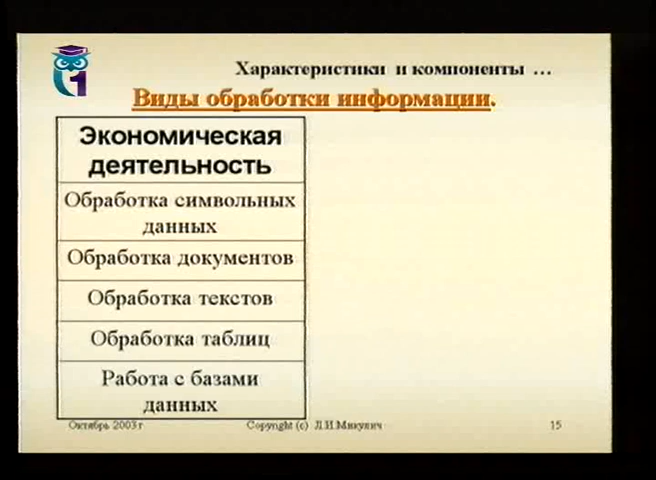 Характеристики и компоненты ...
Виды обработки информации.
Экономическая
деятельность
Обработка символьных
данных
Обработка документов
Обработка текстов
Обработка таблиц
Работа с базами
данных
Октябрь 2003 г
Copyright (c) Л.И.Микулич
15